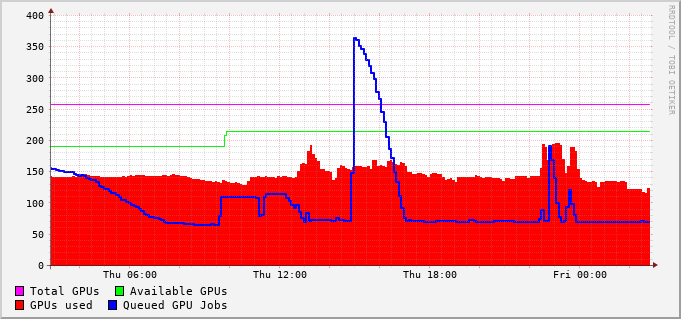 400
350
300
250
200
150
100
50
0
Thu 06:00 Thu 12:00 Thu 18:00 Fri 00:00
Total GPUs Available GPUs
GPUs used Queued GPU Jobs
RRDTOOL / TOBI OETIKER